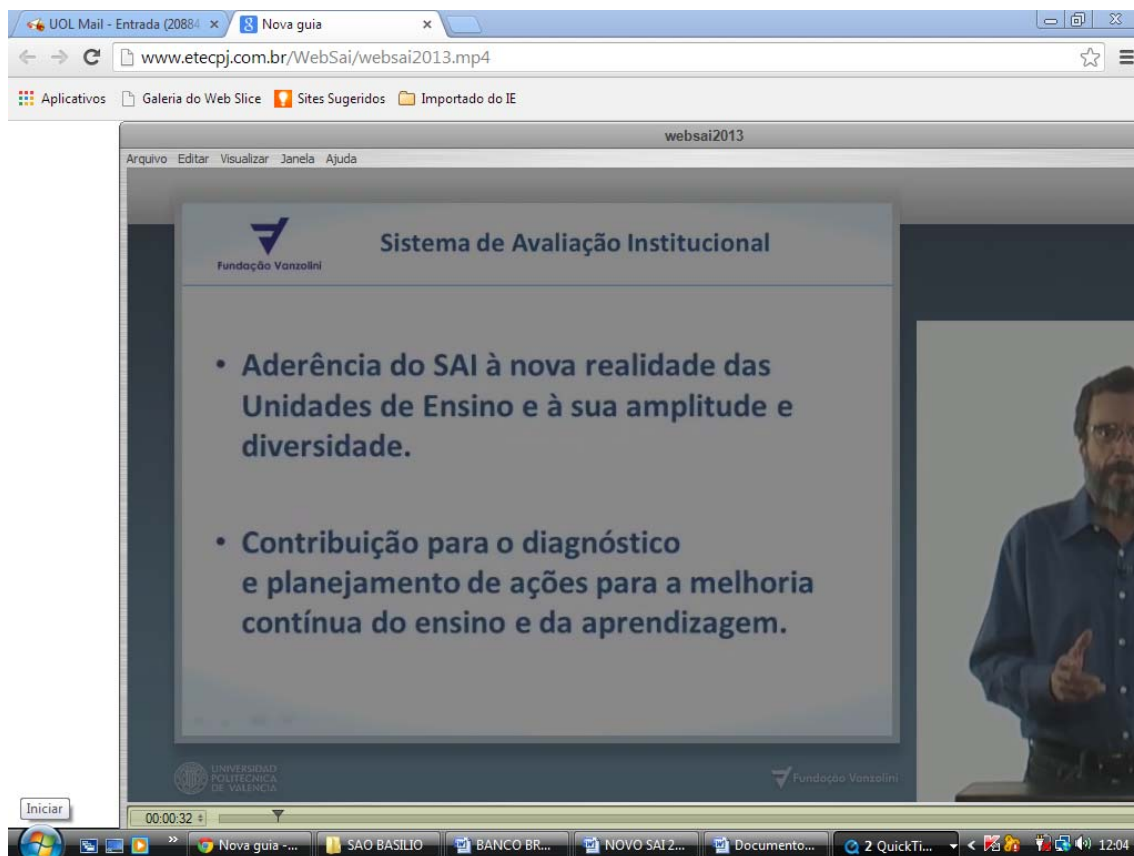 UOL Mail - Entrada (20884
Nova guia
www.etecpj.com.br/WebSai/websai2013.mp4
Aplicativos Galeria do Web Slice Sites Sugeridos Importado do IE
websai2013
Arquivo Editar Visualizar Janela Ajuda
Fundação Vanzolini
Sistema de Avaliação Institucional
• Aderência do SAI à nova realidade das
Unidades de Ensino e à sua amplitude e
diversidade.
• Contribuição para o diagnóstico
e planejamento de ações para a melhoria
contínua do ensino e da aprendizagem.
UNIVERSIDAD
POLITECNICA
DE VALENCIA
Fundação Vanzolini
Iniciar
00:00:32
Nova guia -... SAO BASILIO BANCO BR... NOVO SAI 2... Documento... 2 QuickTi... 12:04